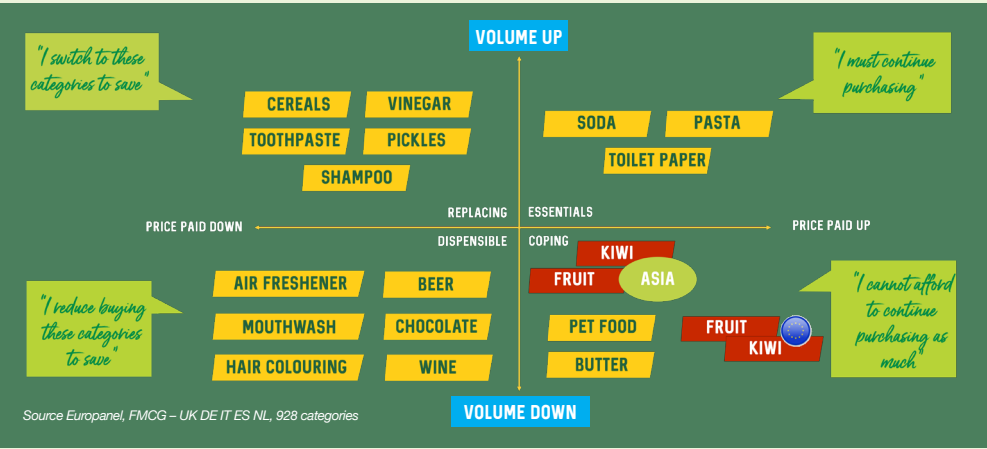 VOLUME UP
"I switch to these
categories to save"
"I must continue
purchasing"
CEREALS
VINEGAR
TOOTHPASTE
PICKLES
SHAMPOO
SODA
PASTA
TOILET PAPER
REPLACING
ESSENTIALS
PRICE PAID DOWN
PRICE PAID UP
DISPENSIBLE
COPING
KIWI
FRUIT
ASIA
AIR FRESHENER
BEER
MOUTHWASH
CHOCOLATE
HAIR COLOURING
WINE
PET FOOD
BUTTER
FRUIT
KIWI
"I reduce buying
these categories
to save"
"I cannot afford
to continue
purchasing as
much"
VOLUME DOWN
Source Europanel, FMCG – UK DE IT ES NL, 928 categories